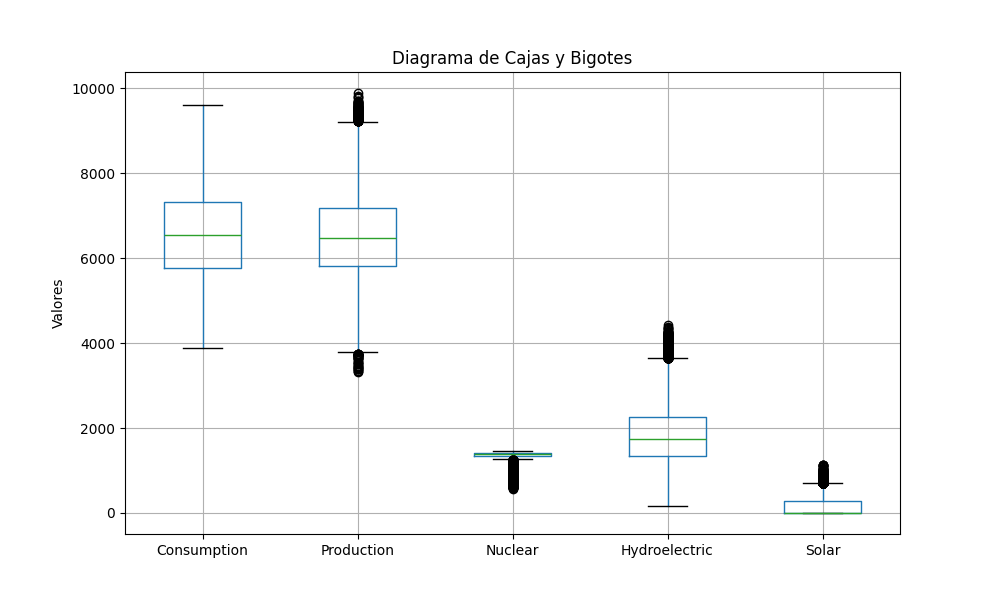 Diagrama de Cajas y Bigotes
10000
8000
6000
4000
2000
0
Valores
Consumption Production Nuclear Hydroelectric Solar